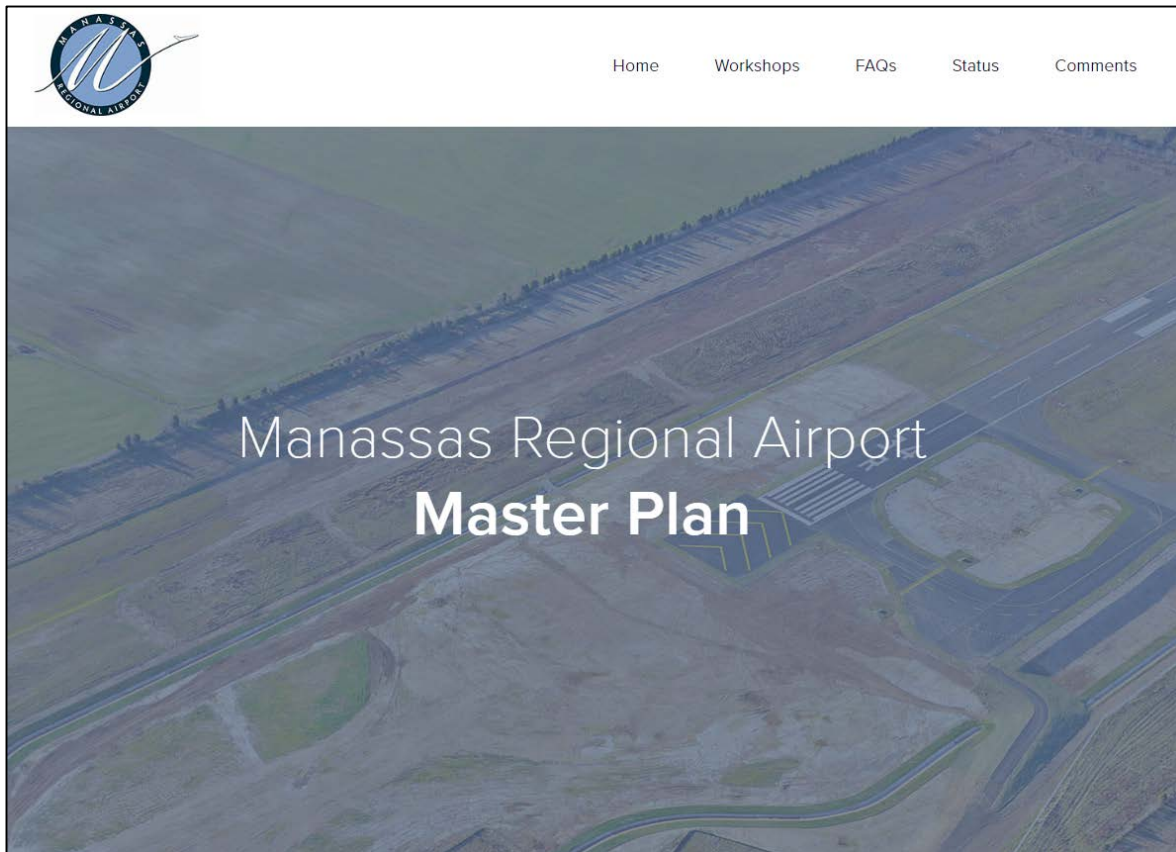 MANASSAS
REGIONAL AIRPORT
Home Workshops FAQs Status Comments
Manassas Regional Airport
Master Plan